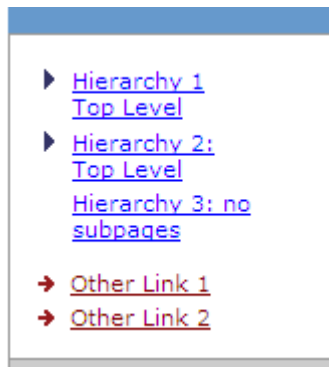 Hierarchy 1
Top Level
Hierarchy 2:
Top Level
Hierarchy 3: no
subpages
Other Link 1
Other Link 2